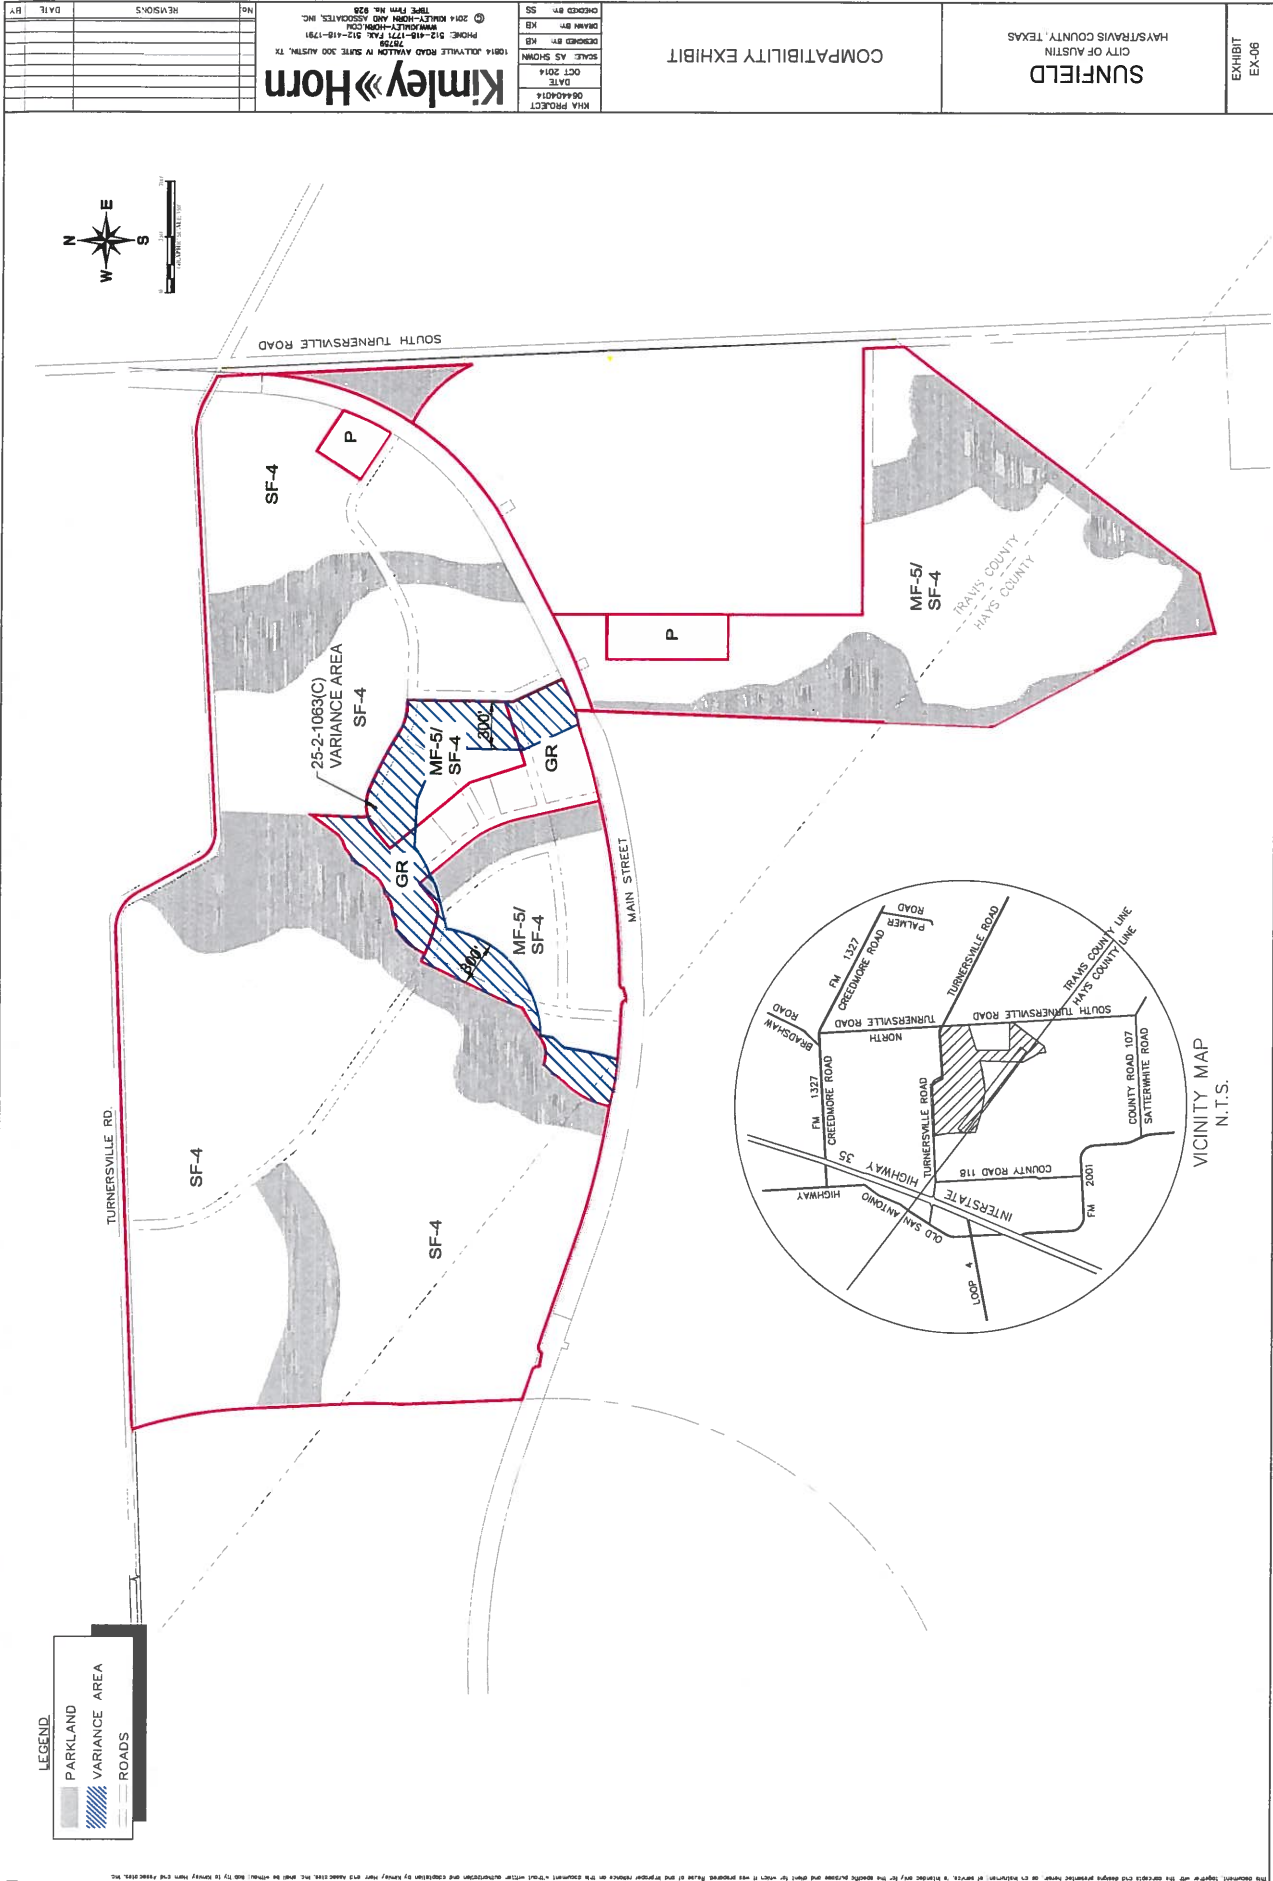 EXHIBIT
EX-06
SUNFIELD
CITY OF AUSTIN
HAYS/TRAVIS COUNTY, TEXAS
COMPATIBILITY EXHIBIT
KHA PROJECT
064404014
DATE
OCT 2014
SCALE: AS SHOWN
DESIGNED BY: KB
DRAWN BY: KB
CHECKED BY: SS
Kimley»Horn
10814 JOLLYVILLE ROAD AVALLON IV SUITE 300 AUSTIN, TX
78759
PHONE: 512-418-1771 FAX: 512-418-1791
WWW.KIMLEY-HORN.COM
© 2014 KIMLEY-HORN AND ASSOCIATES, INC.
TBPE Firm No. 928
No.
REVISIONS
DATE
BY
N
E
S
W
SOUTH TURNERSVILLE ROAD
SF-4
P
25-2-1063(C)
VARIANCE AREA
SF-4
MF-5/
SF-4
300'
GR
GR
MF-5/
SF-4
300'
P
MF-5/
SF-4
TRAVIS COUNTY
HAYS COUNTY
MAIN STREET
TURNERSVILLE RD.
SF-4
SF-4
LEGEND
PARKLAND
VARIANCE AREA
ROADS
VICINITY MAP
N.T.S.
FM 1327
CREEDMORE ROAD
PALMER
ROAD
BRADSHAW
ROAD
NORTH
TURNERSVILLE ROAD
TURNERSVILLE ROAD
TRAVIS COUNTY LINE
HAYS COUNTY LINE
SOUTH TURNERSVILLE ROAD
FM 1327
CREEDMORE ROAD
TURNERSVILLE ROAD
COUNTY ROAD 107
SATTERWHITE ROAD
COUNTY ROAD 118
INTERSTATE HIGHWAY 35
OLD SAN ANTONIO HIGHWAY
FM 2001
LOOP 4